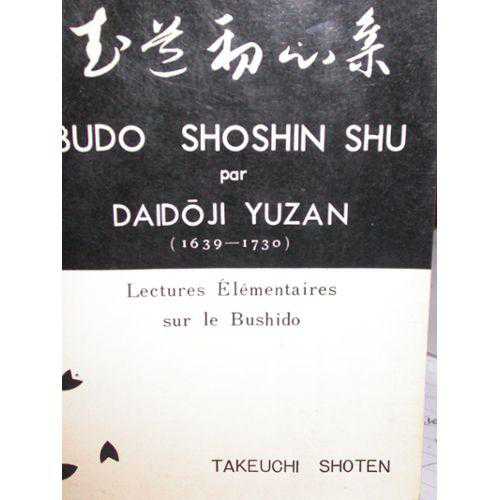 武道初心集
BUDO SHOSHIN SHU
par
DAIDŌJI YUZAN
(1639—1730)
Lectures Élémentaires
sur le Bushido
TAKEUCHI SHOTEN